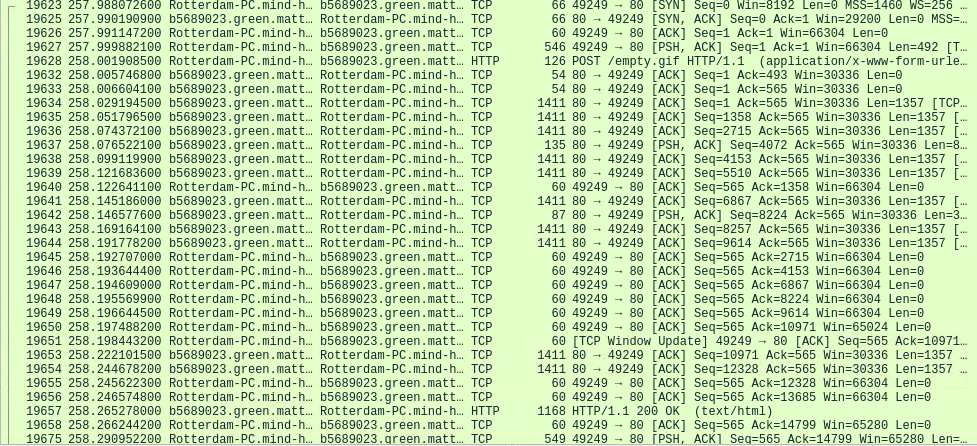 19623 257.988072600 Rotterdam-PC.mind-h… b5689023.green.matt… TCP 66 49249 → 80 [SYN] Seq=0 Win=8192 Len=0 MSS=1460 WS=256 …
19625 257.990190900 b5689023.green.matt… Rotterdam-PC.mind-h… TCP 66 80 → 49249 [SYN, ACK] Seq=0 Ack=1 Win=29200 Len=0 MSS=…
19626 257.991147200 Rotterdam-PC.mind-h… b5689023.green.matt… TCP 60 49249 → 80 [ACK] Seq=1 Ack=1 Win=66304 Len=0
19627 257.999882100 Rotterdam-PC.mind-h… b5689023.green.matt… TCP 546 49249 → 80 [PSH, ACK] Seq=1 Ack=1 Win=66304 Len=492 [T…
19628 258.001908500 Rotterdam-PC.mind-h… b5689023.green.matt… HTTP 126 POST /empty.gif HTTP/1.1 (application/x-www-form-urle…
19632 258.005746800 b5689023.green.matt… Rotterdam-PC.mind-h… TCP 54 80 → 49249 [ACK] Seq=1 Ack=493 Win=30336 Len=0
19633 258.006604100 b5689023.green.matt… Rotterdam-PC.mind-h… TCP 54 80 → 49249 [ACK] Seq=1 Ack=565 Win=30336 Len=0
19634 258.029194500 b5689023.green.matt… Rotterdam-PC.mind-h… TCP 1411 80 → 49249 [ACK] Seq=1 Ack=565 Win=30336 Len=1357 [TCP…
19635 258.051796500 b5689023.green.matt… Rotterdam-PC.mind-h… TCP 1411 80 → 49249 [ACK] Seq=1358 Ack=565 Win=30336 Len=1357 […
19636 258.074372100 b5689023.green.matt… Rotterdam-PC.mind-h… TCP 1411 80 → 49249 [ACK] Seq=2715 Ack=565 Win=30336 Len=1357 […
19637 258.076522100 b5689023.green.matt… Rotterdam-PC.mind-h… TCP 135 80 → 49249 [PSH, ACK] Seq=4072 Ack=565 Win=30336 Len=8…
19638 258.099119900 b5689023.green.matt… Rotterdam-PC.mind-h… TCP 1411 80 → 49249 [ACK] Seq=4153 Ack=565 Win=30336 Len=1357 […
19639 258.121683600 b5689023.green.matt… Rotterdam-PC.mind-h… TCP 1411 80 → 49249 [ACK] Seq=5510 Ack=565 Win=30336 Len=1357 […
19640 258.122641100 Rotterdam-PC.mind-h… b5689023.green.matt… TCP 60 49249 → 80 [ACK] Seq=565 Ack=1358 Win=66304 Len=0
19641 258.145186000 b5689023.green.matt… Rotterdam-PC.mind-h… TCP 1411 80 → 49249 [ACK] Seq=6867 Ack=565 Win=30336 Len=1357 […
19642 258.146577600 b5689023.green.matt… Rotterdam-PC.mind-h… TCP 87 80 → 49249 [PSH, ACK] Seq=8224 Ack=565 Win=30336 Len=3…
19643 258.169164100 b5689023.green.matt… Rotterdam-PC.mind-h… TCP 1411 80 → 49249 [ACK] Seq=8257 Ack=565 Win=30336 Len=1357 […
19644 258.191778200 b5689023.green.matt… Rotterdam-PC.mind-h… TCP 1411 80 → 49249 [ACK] Seq=9614 Ack=565 Win=30336 Len=1357 […
19645 258.192707000 Rotterdam-PC.mind-h… b5689023.green.matt… TCP 60 49249 → 80 [ACK] Seq=565 Ack=2715 Win=66304 Len=0
19646 258.193644400 Rotterdam-PC.mind-h… b5689023.green.matt… TCP 60 49249 → 80 [ACK] Seq=565 Ack=4153 Win=66304 Len=0
19647 258.194609000 Rotterdam-PC.mind-h… b5689023.green.matt… TCP 60 49249 → 80 [ACK] Seq=565 Ack=6867 Win=66304 Len=0
19648 258.195569900 Rotterdam-PC.mind-h… b5689023.green.matt… TCP 60 49249 → 80 [ACK] Seq=565 Ack=8224 Win=66304 Len=0
19649 258.196644500 Rotterdam-PC.mind-h… b5689023.green.matt… TCP 60 49249 → 80 [ACK] Seq=565 Ack=9614 Win=66304 Len=0
19650 258.197488200 Rotterdam-PC.mind-h… b5689023.green.matt… TCP 60 49249 → 80 [ACK] Seq=565 Ack=10971 Win=65024 Len=0
19651 258.198443200 Rotterdam-PC.mind-h… b5689023.green.matt… TCP 60 [TCP Window Update] 49249 → 80 [ACK] Seq=565 Ack=10971…
19653 258.222101500 b5689023.green.matt… Rotterdam-PC.mind-h… TCP 1411 80 → 49249 [ACK] Seq=10971 Ack=565 Win=30336 Len=1357 …
19654 258.244678200 b5689023.green.matt… Rotterdam-PC.mind-h… TCP 1411 80 → 49249 [ACK] Seq=12328 Ack=565 Win=30336 Len=1357 …
19655 258.245622300 Rotterdam-PC.mind-h… b5689023.green.matt… TCP 60 49249 → 80 [ACK] Seq=565 Ack=12328 Win=66304 Len=0
19656 258.246574800 Rotterdam-PC.mind-h… b5689023.green.matt… TCP 60 49249 → 80 [ACK] Seq=565 Ack=13685 Win=66304 Len=0
19657 258.265278000 b5689023.green.matt… Rotterdam-PC.mind-h… HTTP 1168 HTTP/1.1 200 OK (text/html)
19658 258.266244200 Rotterdam-PC.mind-h… b5689023.green.matt… TCP 60 49249 → 80 [ACK] Seq=565 Ack=14799 Win=65280 Len=0
19675 258.290952200 Rotterdam-PC.mind-h… b5689023.green.matt… TCP 549 49249 → 80 [PSH, ACK] Seq=565 Ack=14799 Win=65280 Len=…